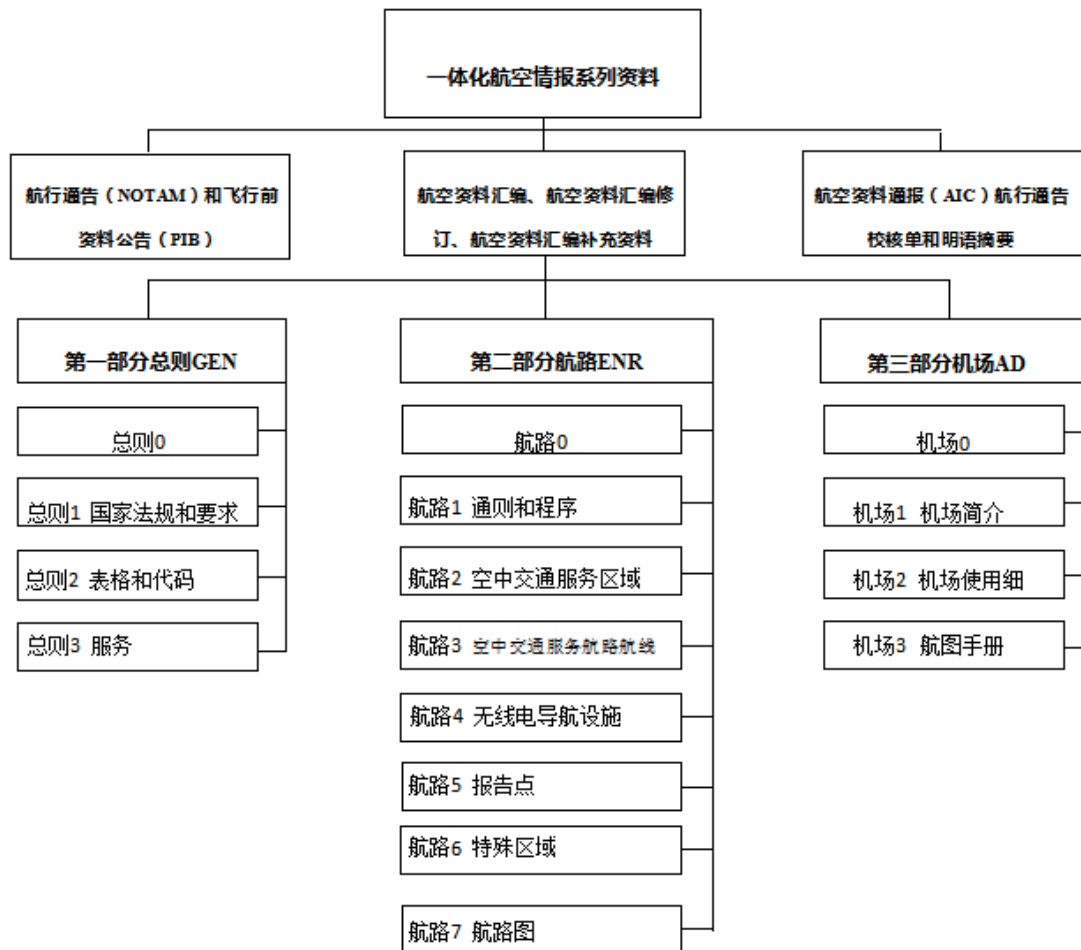 一体化航空情报系列资料
航行通告（NOTAM）和飞行前
资料公告（PIB）
航空资料汇编、航空资料汇编修
订、航空资料汇编补充资料
航空资料通报（AIC）航行通告
校核单和明语摘要
第一部分总则GEN
总则0
总则1 国家法规和要求
总则2 表格和代码
总则3 服务
第二部分航路ENR
航路0
航路1 通则和程序
航路2 空中交通服务区域
航路3 空中交通服务航路航线
航路4 无线电导航设施
航路5 报告点
航路6 特殊区域
航路7 航路图
第三部分机场AD
机场0
机场1 机场简介
机场2 机场使用细
机场3 航图手册